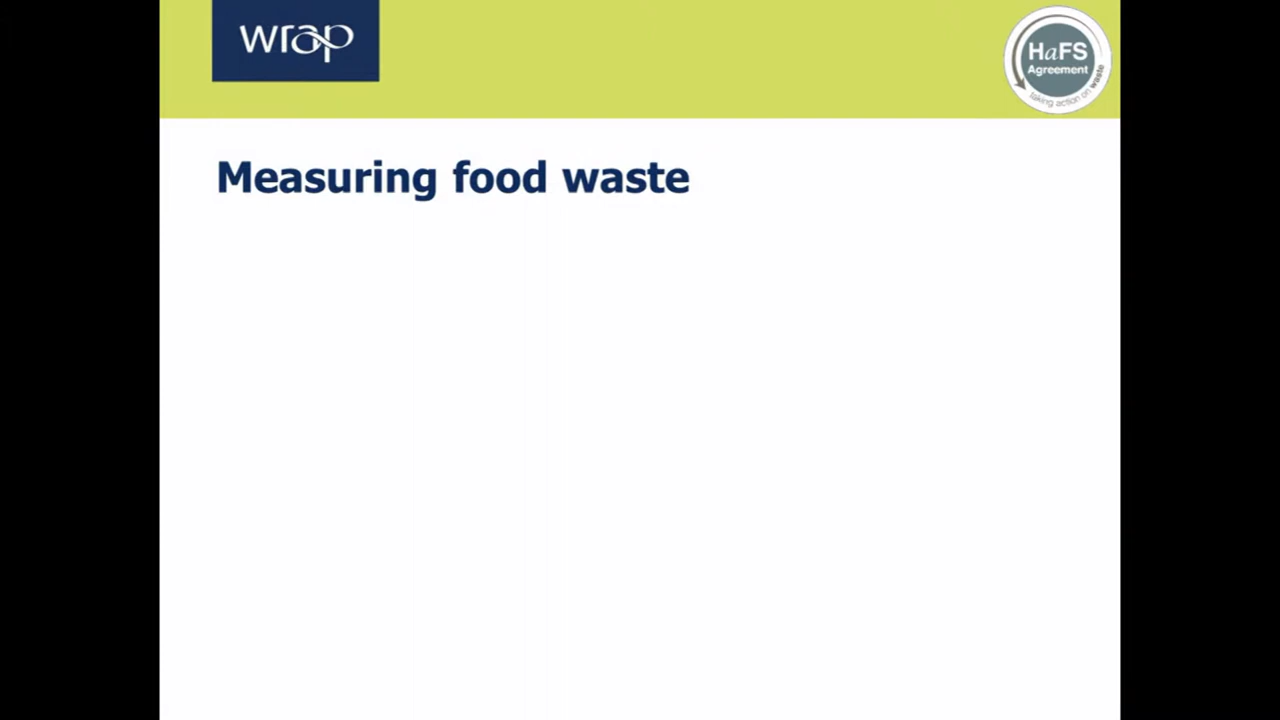 wrap
HaFS
Agreement
taking action on waste
Measuring food waste